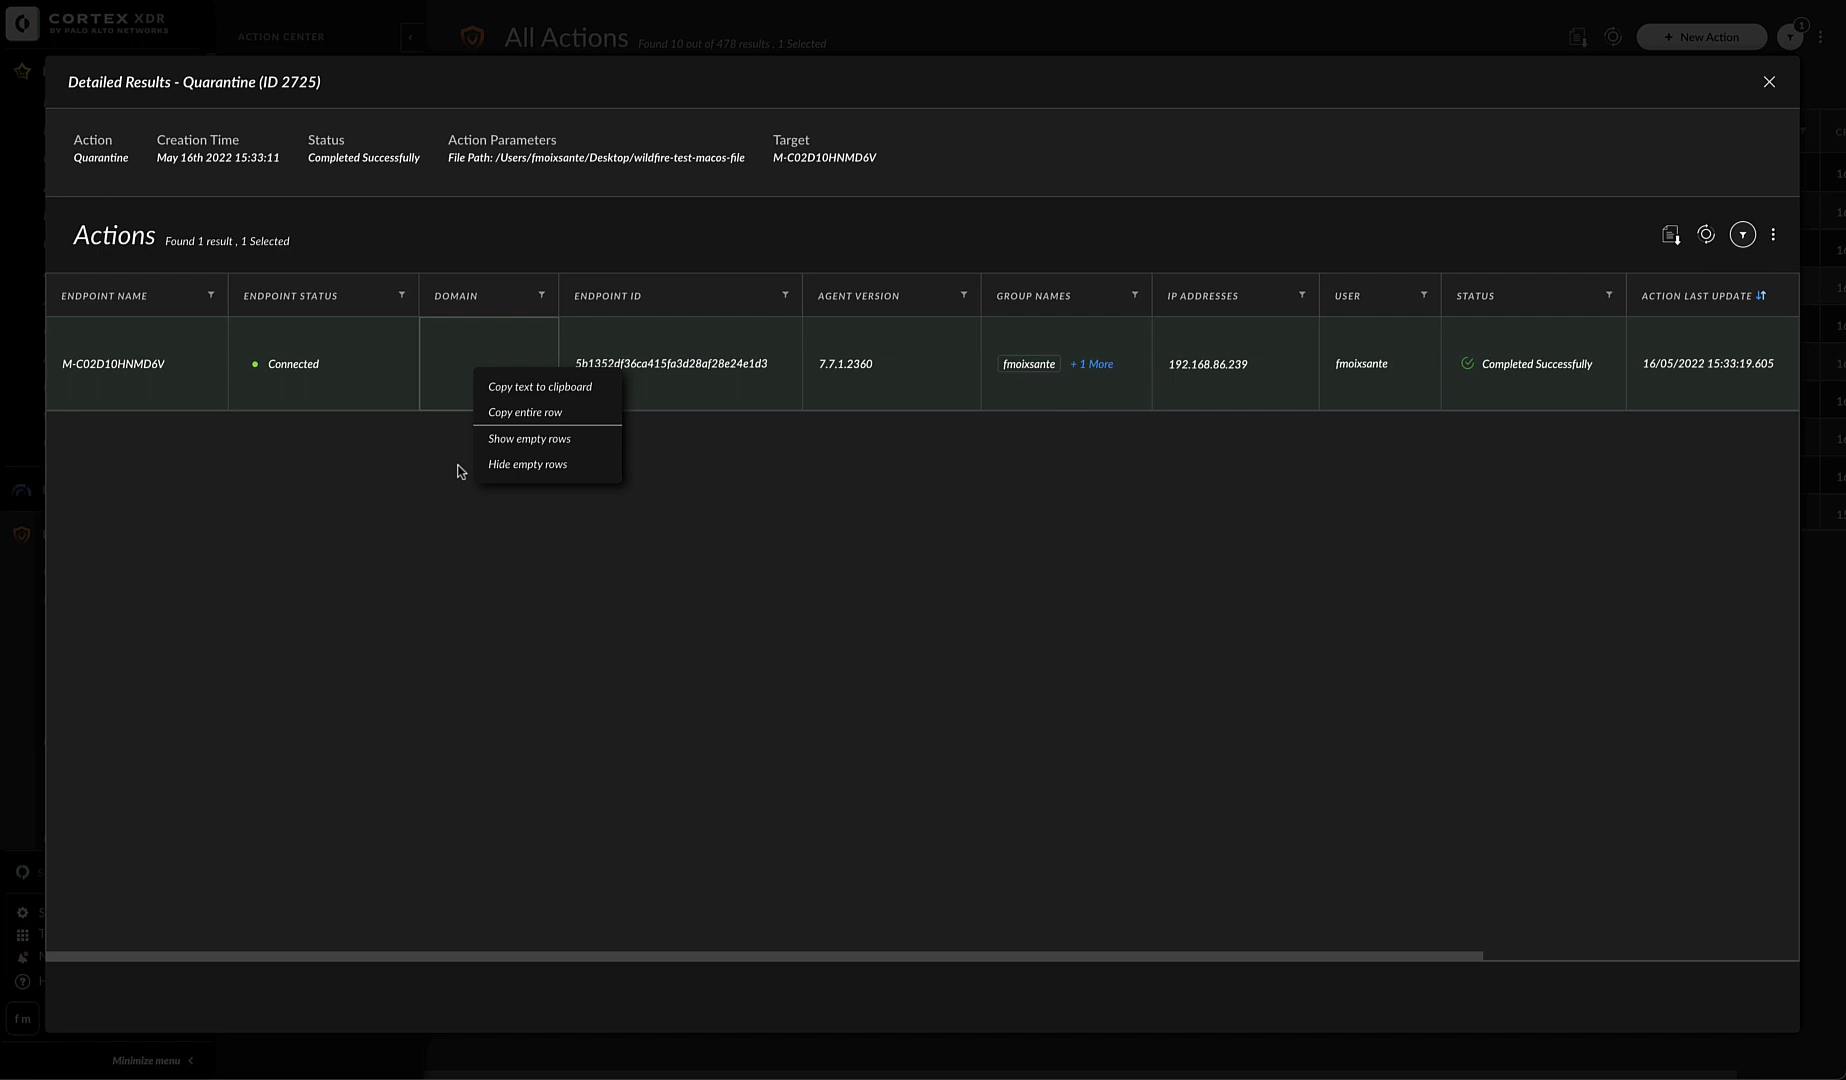 CORTEX XDR
BY PALO ALTO NETWORKS
ACTION CENTER
All Actions Found 10 out of 478 results , 1 Selected
+ New Action
1
Detailed Results - Quarantine (ID 2725)
Action Creation Time Status Action Parameters Target
Quarantine May 16th 2022 15:33:11 Completed Successfully File Path: /Users/fmoixsante/Desktop/wildfire-test-macos-file M-C02D10HNMD6V
Actions Found 1 result , 1 Selected
ENDPOINT NAME ENDPOINT STATUS DOMAIN ENDPOINT ID AGENT VERSION GROUP NAMES IP ADDRESSES USER STATUS ACTION LAST UPDATE
M-C02D10HNMD6V Connected 5b1352df36ca415fa3d28af28e24e1d3 7.7.1.2360 fmoixsante + 1 More 192.168.86.239 fmoixsante Completed Successfully 16/05/2022 15:33:19.605
Copy text to clipboard
Copy entire row
Show empty rows
Hide empty rows
f m
Minimize menu